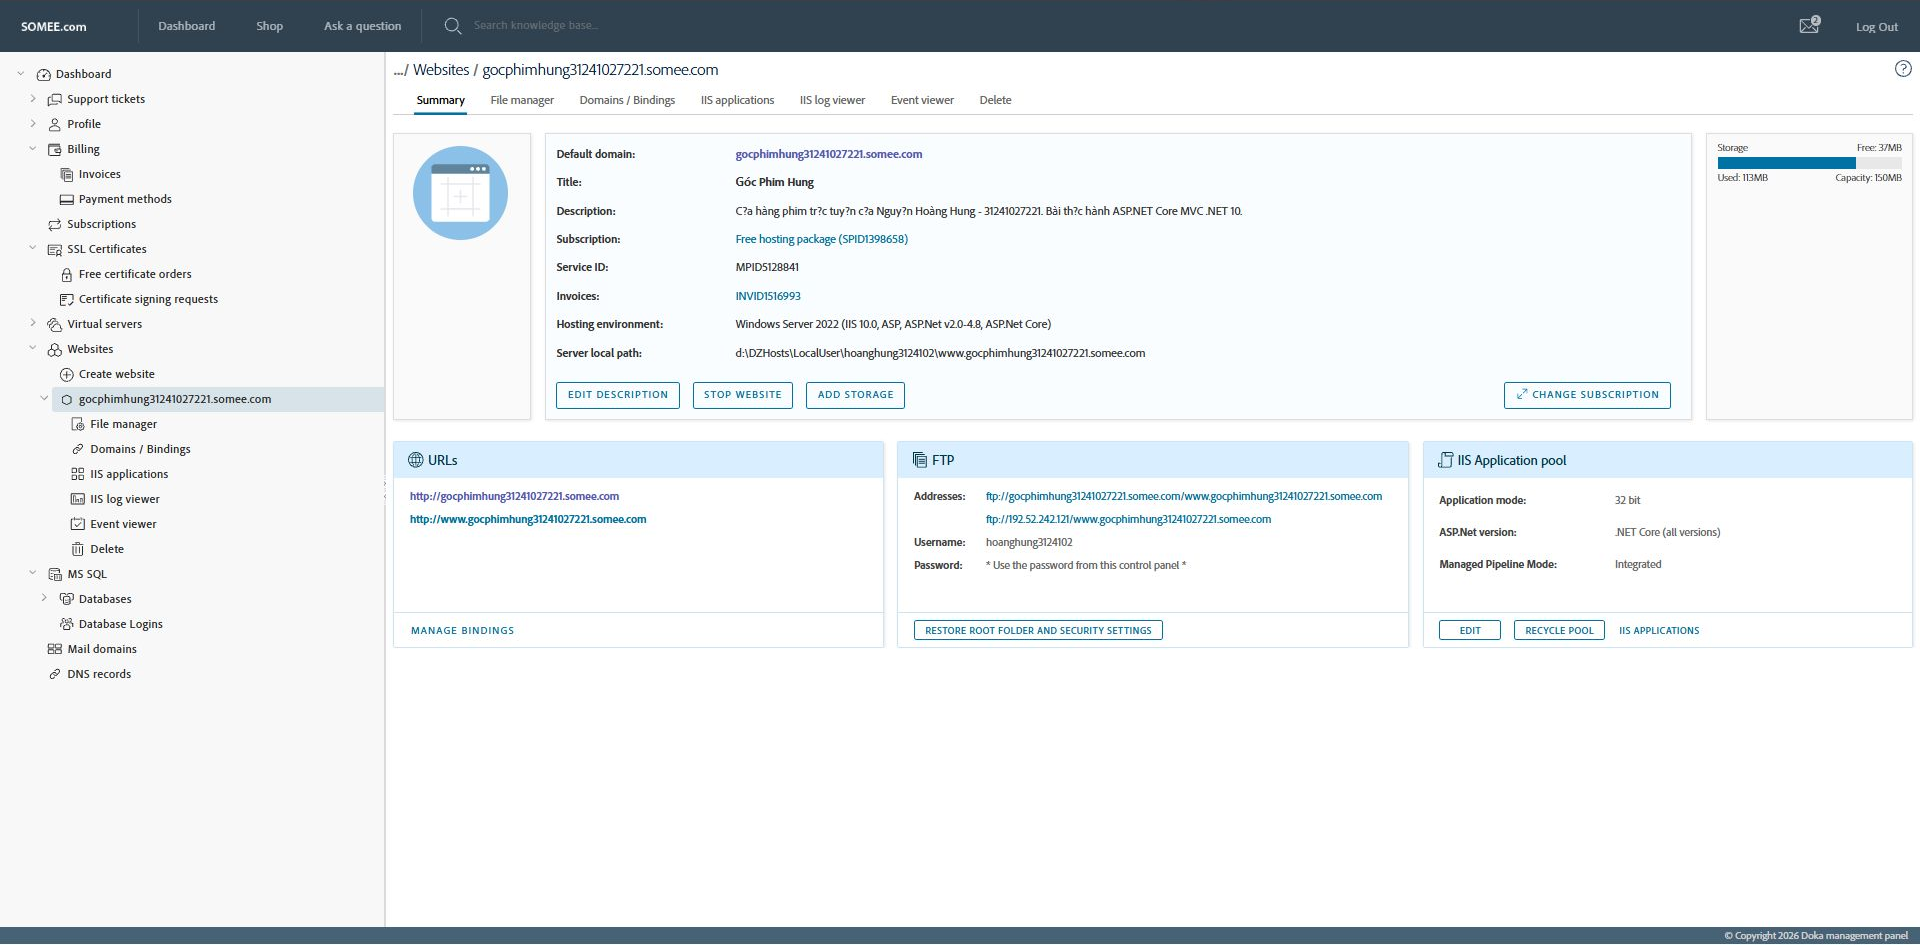 SOMEE.com Dashboard Shop Ask a question Search knowledge base... 2 Log Out
Dashboard
Support tickets
Profile
Billing
Invoices
Payment methods
Subscriptions
SSL Certificates
Free certificate orders
Certificate signing requests
Virtual servers
Websites
Create website
gocphimhung31241027221.somee.com
File manager
Domains / Bindings
IIS applications
IIS log viewer
Event viewer
Delete
MS SQL
Databases
Database Logins
Mail domains
DNS records
.../ Websites / gocphimhung31241027221.somee.com ?
Summary File manager Domains / Bindings IIS applications IIS log viewer Event viewer Delete
Default domain: gocphimhung31241027221.somee.com
Title: Góc Phim Hung
Description: C?a hàng phim tr?c tuy?n c?a Nguy?n Hoàng Hung - 31241027221. Bài th?c hành ASP.NET Core MVC .NET 10.
Subscription: Free hosting package (SPID1398658)
Service ID: MPID5128841
Invoices: INVID1516993
Hosting environment: Windows Server 2022 (IIS 10.0, ASP, ASP.Net v2.0-4.8, ASP.Net Core)
Server local path: d:\DZHosts\LocalUser\hoanghung3124102\www.gocphimhung31241027221.somee.com
EDIT DESCRIPTION STOP WEBSITE ADD STORAGE CHANGE SUBSCRIPTION
Storage Free: 37MB
Used: 113MB Capacity: 150MB
URLs
http://gocphimhung31241027221.somee.com
http://www.gocphimhung31241027221.somee.com
MANAGE BINDINGS
FTP
Addresses: ftp://gocphimhung31241027221.somee.com/www.gocphimhung31241027221.somee.com
ftp://192.52.242.121/www.gocphimhung31241027221.somee.com
Username: hoanghung3124102
Password: * Use the password from this control panel *
RESTORE ROOT FOLDER AND SECURITY SETTINGS
IIS Application pool
Application mode: 32 bit
ASP.Net version: .NET Core (all versions)
Managed Pipeline Mode: Integrated
EDIT RECYCLE POOL IIS APPLICATIONS
© Copyright 2026 Doka management panel